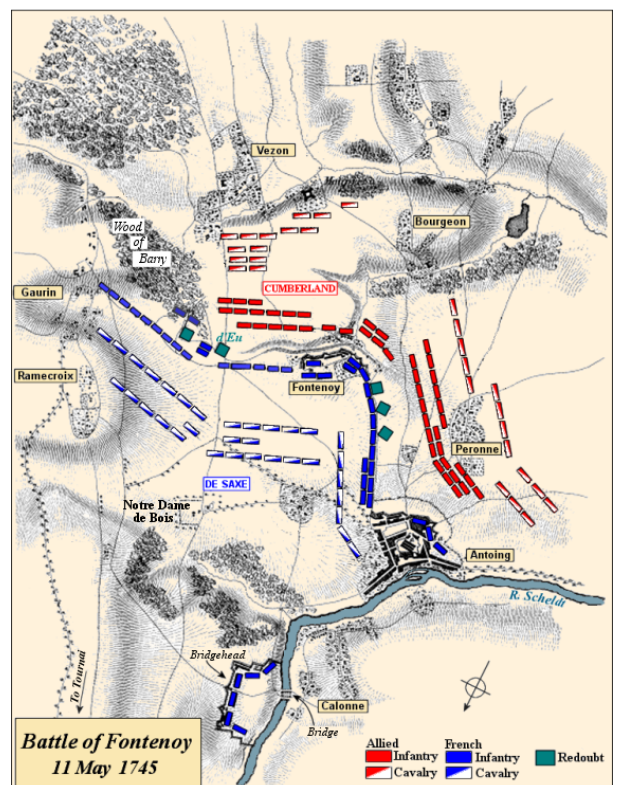 Vezon
Bourgeon
Wood
of
Barry
Gaurin
CUMBERLAND
d'Eu
Ramecroix
Fontenoy
Peronne
DE SAXE
Notre Dame
de Bois
Antoing
R. Scheldt
Bridgehead
To Tournai
Calonne
Bridge
Battle of Fontenoy
11 May 1745
Allied
Infantry
Cavalry
French
Infantry
Cavalry
Redoubt